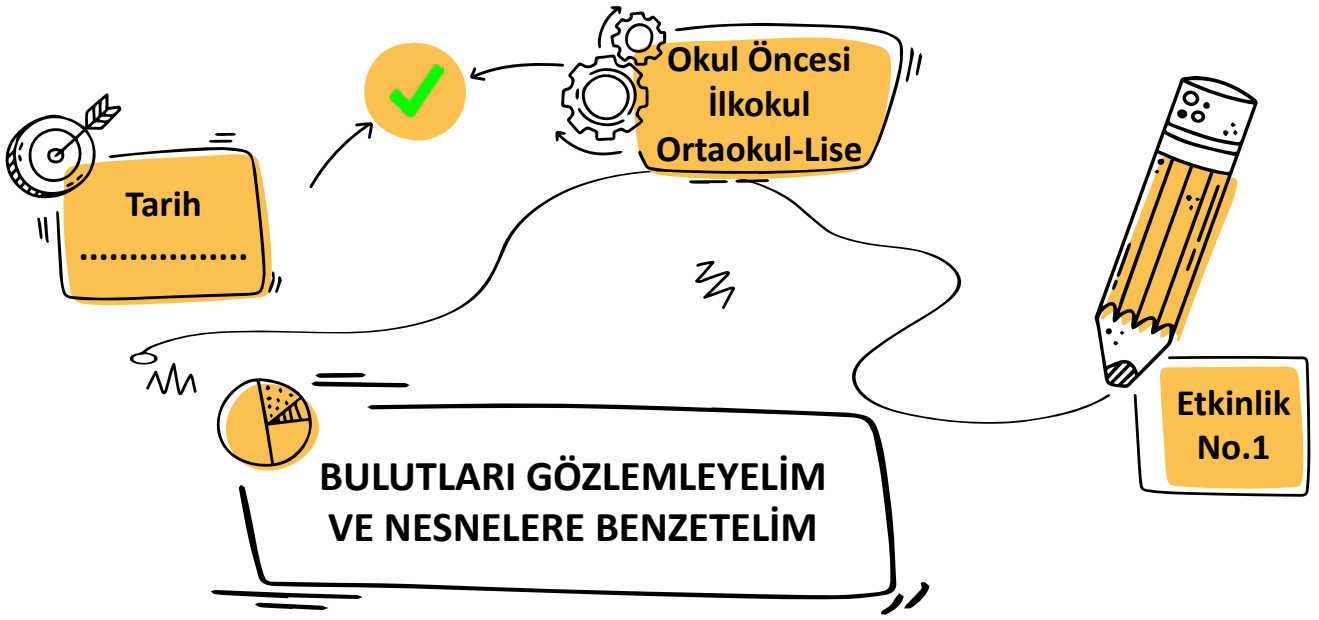 Okul Öncesi
İlkokul
Ortaokul-Lise
Tarih
.................
Etkinlik
No.1
BULUTLARI GÖZLEMLEYELİM
VE NESNELERE BENZETELİM